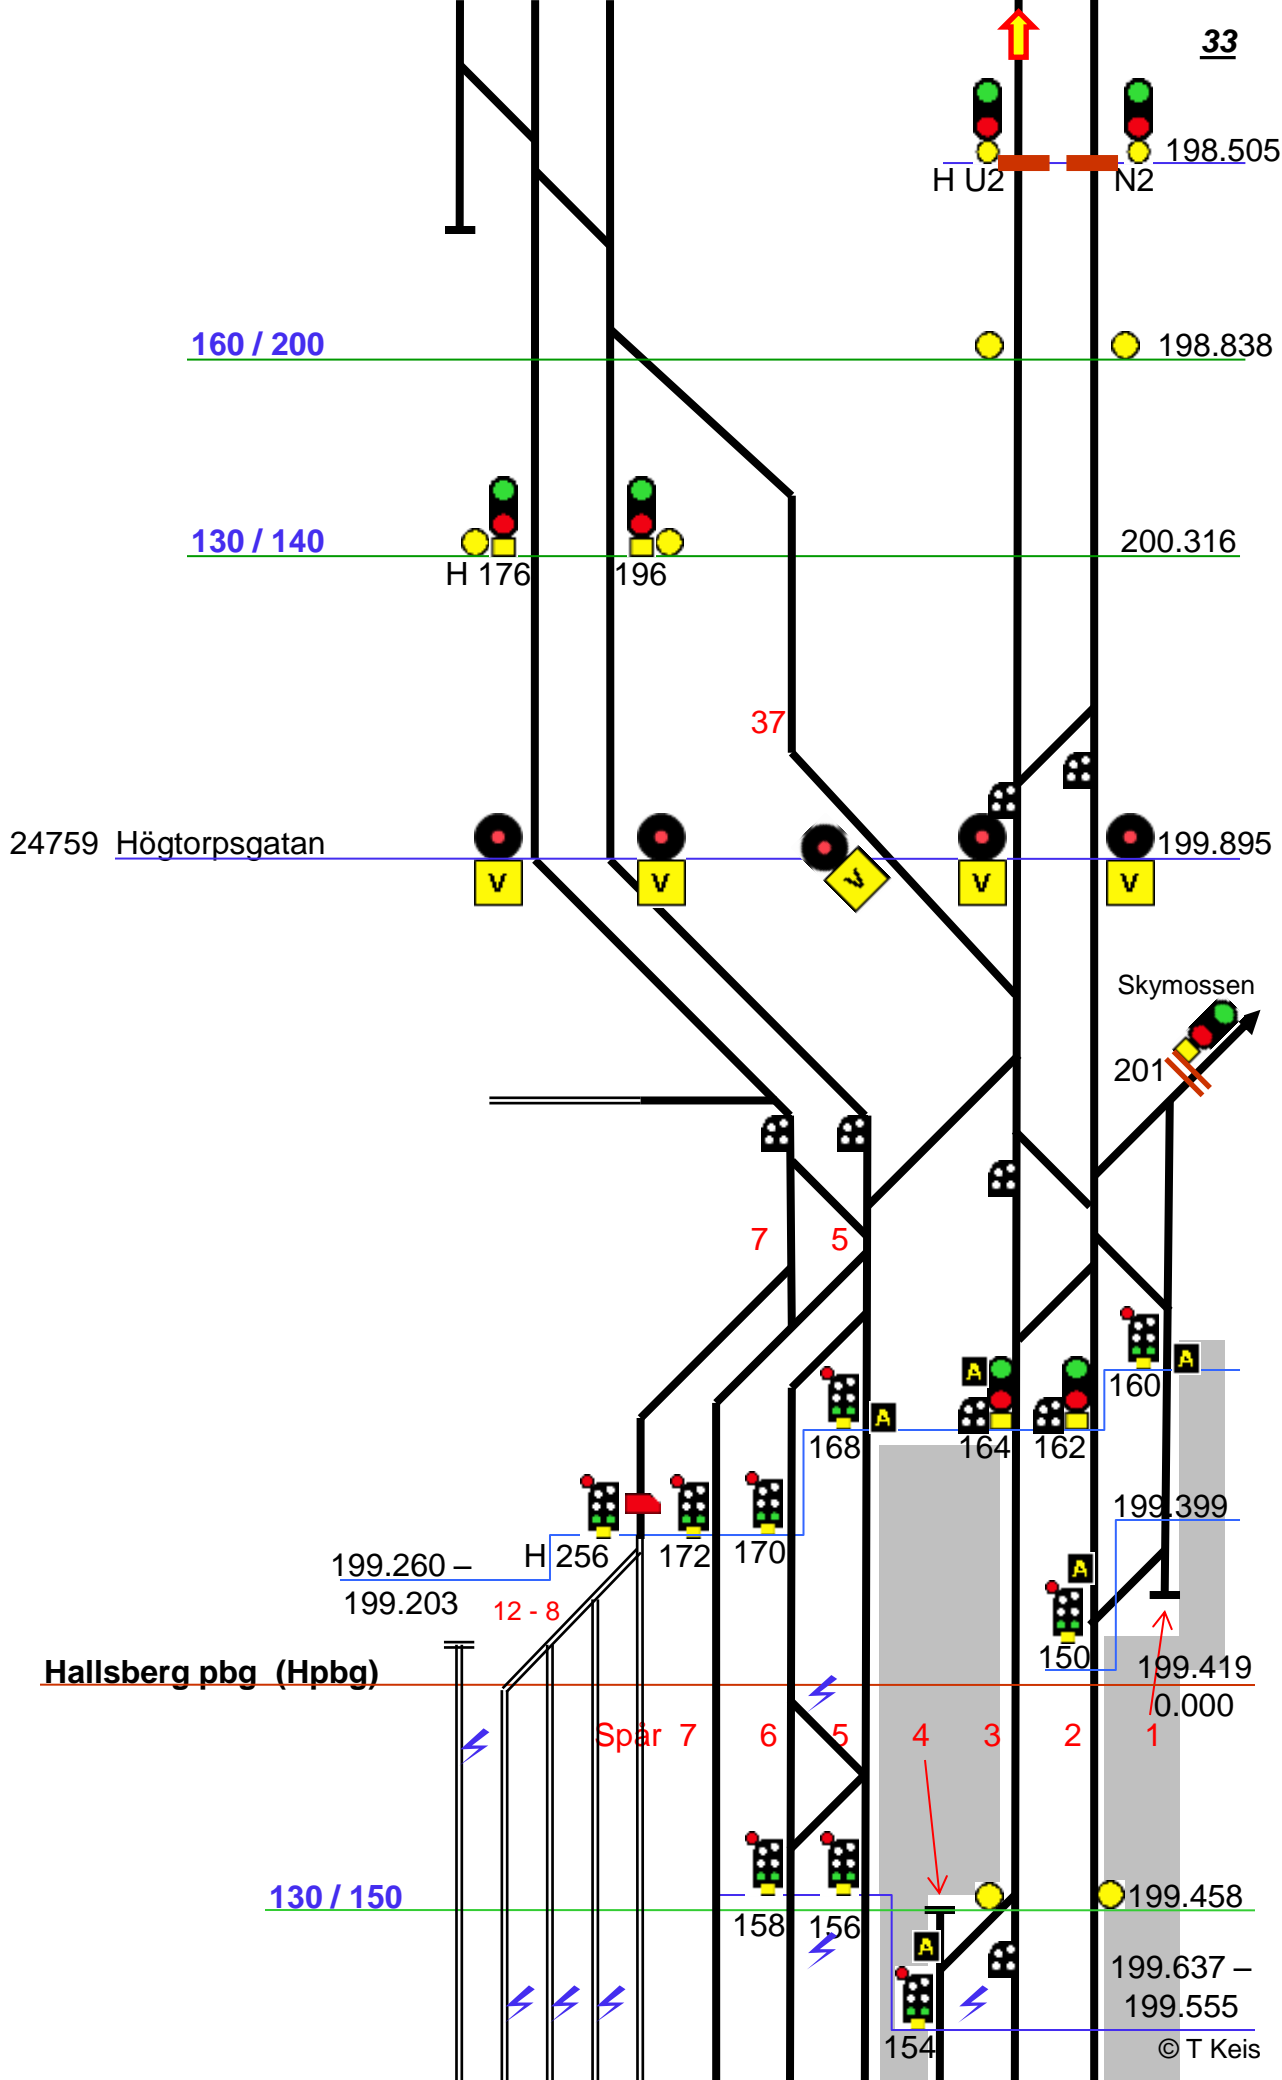 33
198.505
H U2
N2
160 / 200
198.838
130 / 140
200.316
H 176
196
37
24759 Högtorpsgatan
199.895
V
V
V
V
V
Skymossen
201
7
5
A
A
160
168
A
164
162
199.399
H 256
172
170
199.260 –
199.203
12 - 8
A
150
Hallsberg pbg (Hpbg)
199.419
0.000
Spår 7
6
5
4
3
2
1
130 / 150
199.458
158
156
A
199.637 –
199.555
154
© T Keis